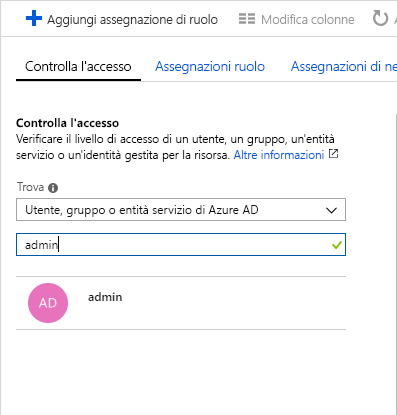 Aggiungi assegnazione di ruolo Modifica colonne
Controlla l'accesso Assegnazioni ruolo Assegnazioni di ne
Controlla l'accesso
Verificare il livello di accesso di un utente, un gruppo, un'entità
servizio o un'identità gestita per la risorsa. Altre informazioni
Trova
Utente, gruppo o entità servizio di Azure AD
admin
AD admin